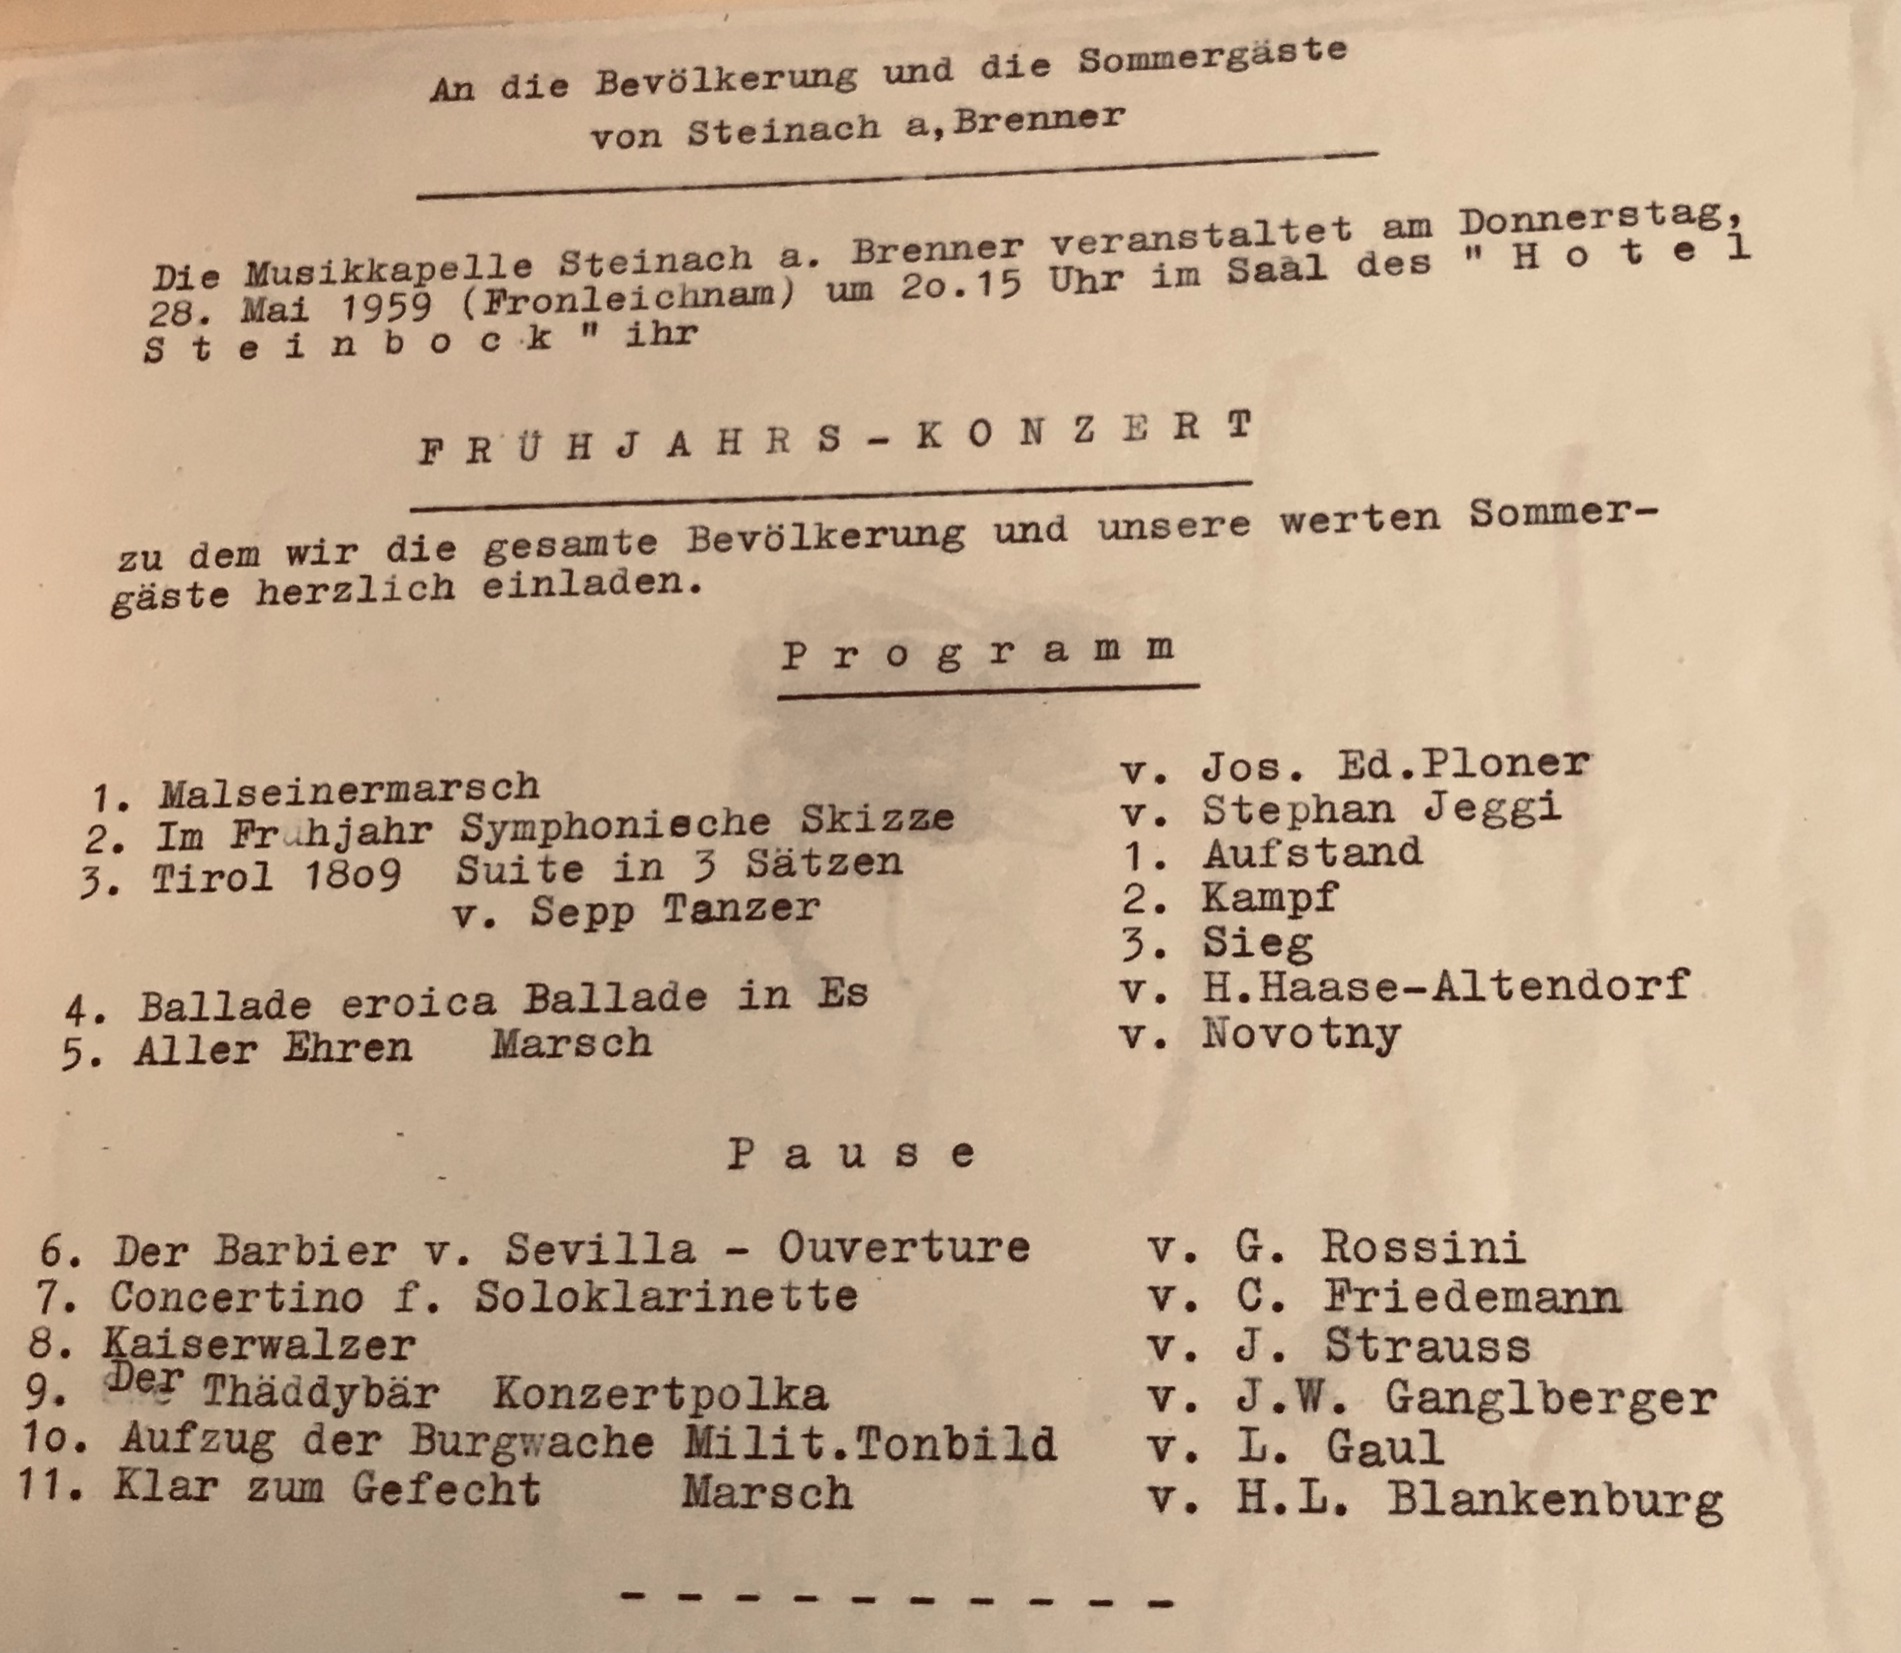 An die Bevölkerung und die Sommergäste
von Steinach a,Brenner
Die Musikkapelle Steinach a. Brenner veranstaltet am Donnerstag,
28. Mai 1959 (Fronleichnam) um 2o.15 Uhr im Saal des " H o t e l
S t e i n b o c k " ihr
F R Ü H J A H R S - K O N Z E R T
zu dem wir die gesamte Bevölkerung und unsere werten Sommer-
gäste herzlich einladen.
P r o g r a m m
1. Malseinermarsch v. Jos. Ed.Ploner
2. Im Fruhjahr Symphonische Skizze v. Stephan Jeggi
3. Tirol 18o9 Suite in 3 Sätzen 1. Aufstand
v. Sepp Tanzer 2. Kampf
3. Sieg
4. Ballade eroica Ballade in Es v. H.Haase-Altendorf
5. Aller Ehren Marsch v. Novotny
P a u s e
6. Der Barbier v. Sevilla - Ouverture v. G. Rossini
7. Concertino f. Soloklarinette v. C. Friedemann
8. Kaiserwalzer v. J. Strauss
9. Der Thäddybär Konzertpolka v. J.W. Ganglberger
1o. Aufzug der Burgwache Milit.Tonbild v. L. Gaul
11. Klar zum Gefecht Marsch v. H.L. Blankenburg
- - - - - - - - - -